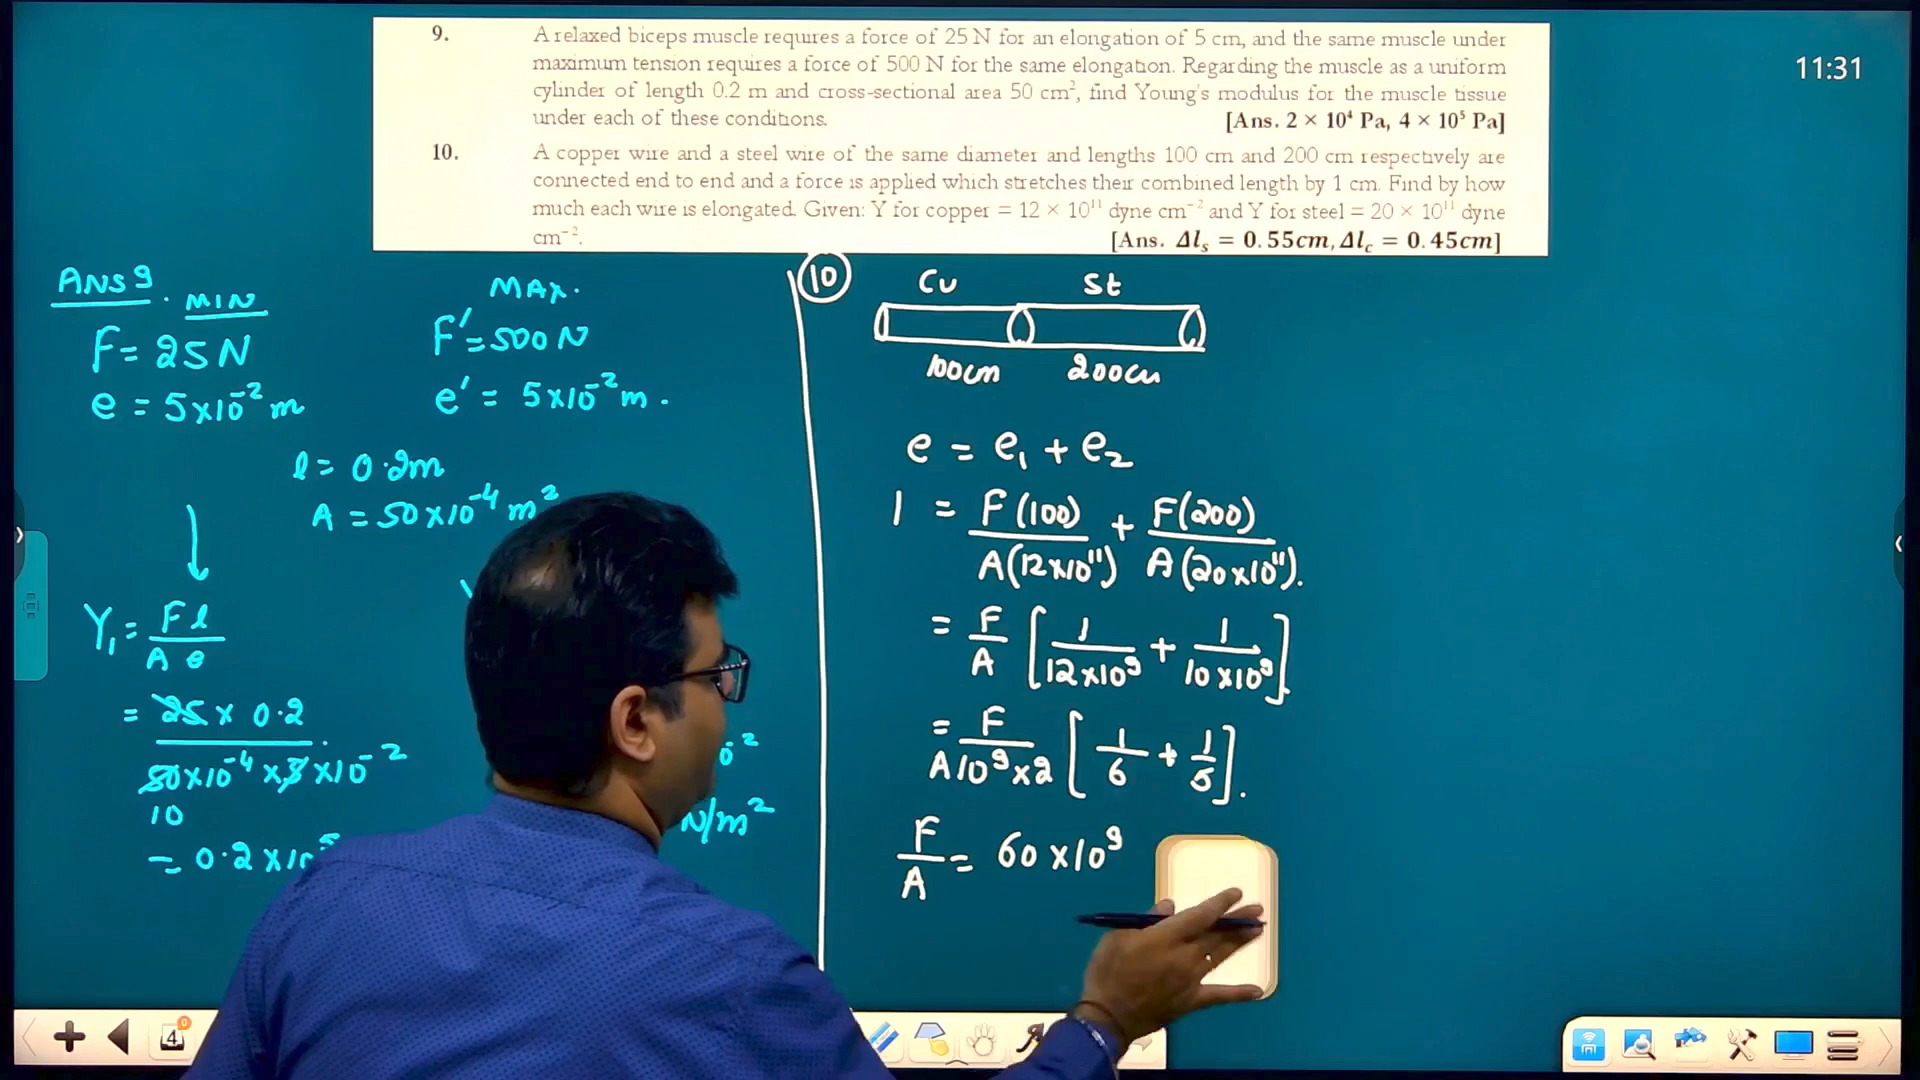 9. A relaxed biceps muscle requires a force of 25 N for an elongation of 5 cm, and the same muscle under
maximum tension requires a force of 500 N for the same elongation. Regarding the muscle as a uniform
cylinder of length 0.2 m and cross-sectional area 50 cm², find Young's modulus for the muscle tissue
under each of these conditions. [Ans. 2 × 10⁴ Pa, 4 × 10⁵ Pa]
10. A copper wire and a steel wire of the same diameter and lengths 100 cm and 200 cm respectively are
connected end to end and a force is applied which stretches their combined length by 1 cm. Find by how
much each wire is elongated. Given: Y for copper = 12 × 10¹¹ dyne cm⁻² and Y for steel = 20 × 10¹¹ dyne
cm⁻². [Ans. Δlₛ = 0.55cm, Δl꜀ = 0.45cm]
11:31
ANS 9.
MIN
F = 25 N
e = 5×10⁻² m
MAX.
F' = 500 N
e' = 5×10⁻² m.
l = 0.2m
A = 50×10⁻⁴ m²
Y₁ = Fl / A e
= 25 × 0.2 / 50×10⁻⁴ × 5 × 10⁻²
10
= 0.2 × 10
N/m²
10
Cu St
100cm 200cm
e = e₁ + e₂
1 = F(100) / A(12×10¹¹) + F(200) / A(20×10¹¹).
= F/A [1 / 12×10⁹ + 1 / 10×10⁹].
= F / A10⁹×2 [1/6 + 1/5].
F/A = 60×10⁹
4
0